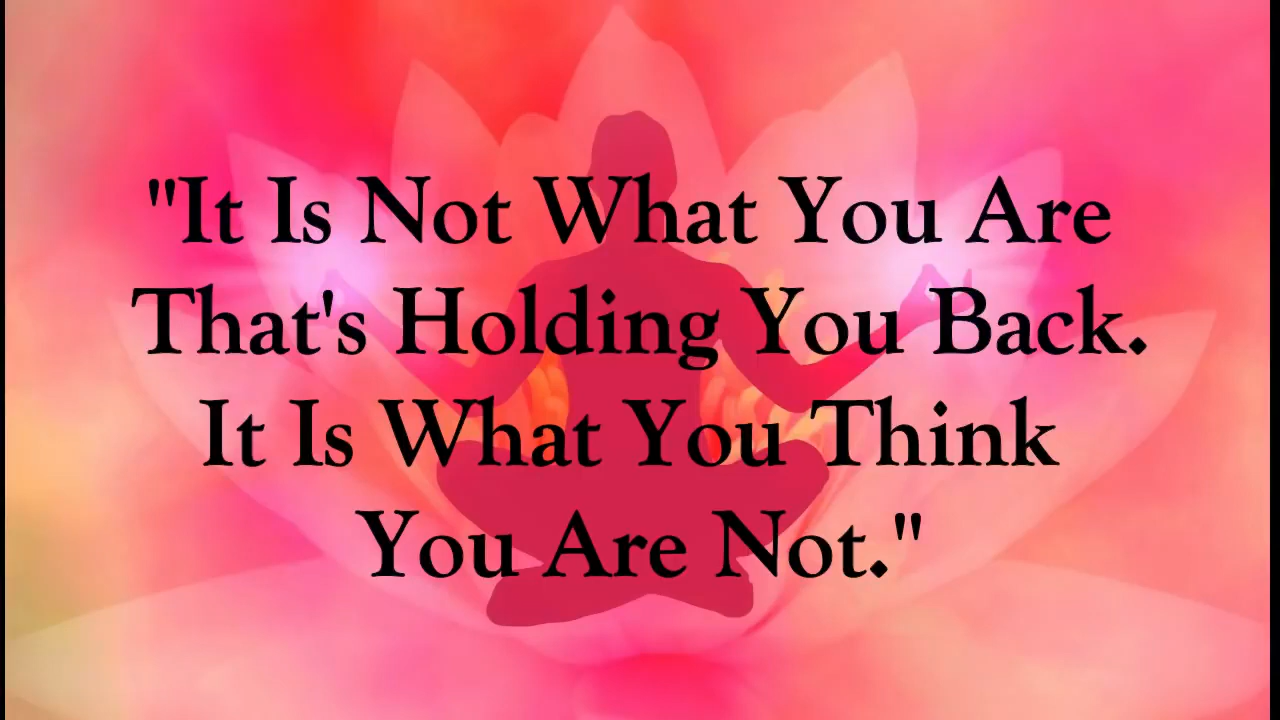 "It Is Not What You Are
That's Holding You Back.
It Is What You Think
You Are Not."